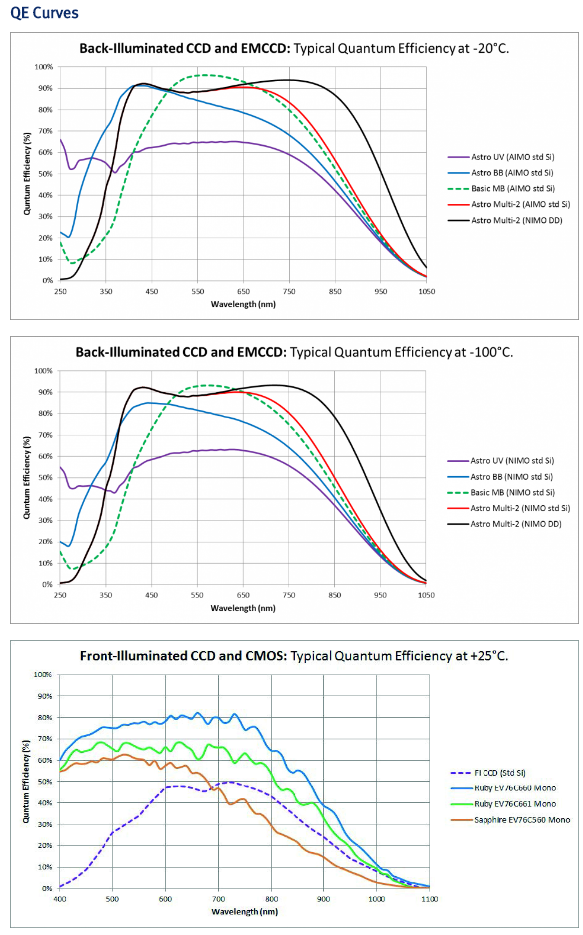 QE Curves
Back-Illuminated CCD and EMCCD: Typical Quantum Efficiency at -20°C.
Quntum Efficiency (%)
100%
90%
80%
70%
60%
50%
40%
30%
20%
10%
0%
250 350 450 550 650 750 850 950 1050
Wavelength (nm)
Astro UV (AIMO std Si)
Astro BB (AIMO std Si)
Basic MB (AIMO std Si)
Astro Multi-2 (AIMO std Si)
Astro Multi-2 (NIMO DD)
Back-Illuminated CCD and EMCCD: Typical Quantum Efficiency at -100°C.
Quntum Efficiency (%)
100%
90%
80%
70%
60%
50%
40%
30%
20%
10%
0%
250 350 450 550 650 750 850 950 1050
Wavelength (nm)
Astro UV (NIMO std Si)
Astro BB (NIMO std Si)
Basic MB (NIMO std Si)
Astro Multi-2 (NIMO std Si)
Astro Multi-2 (NIMO DD)
Front-Illuminated CCD and CMOS: Typical Quantum Efficiency at +25°C.
Quntum Efficiency (%)
100%
90%
80%
70%
60%
50%
40%
30%
20%
10%
0%
400 500 600 700 800 900 1000 1100
Wavelength (nm)
FI CCD (Std Si)
Ruby EV76C660 Mono
Ruby EV76C661 Mono
Sapphire EV76C560 Mono